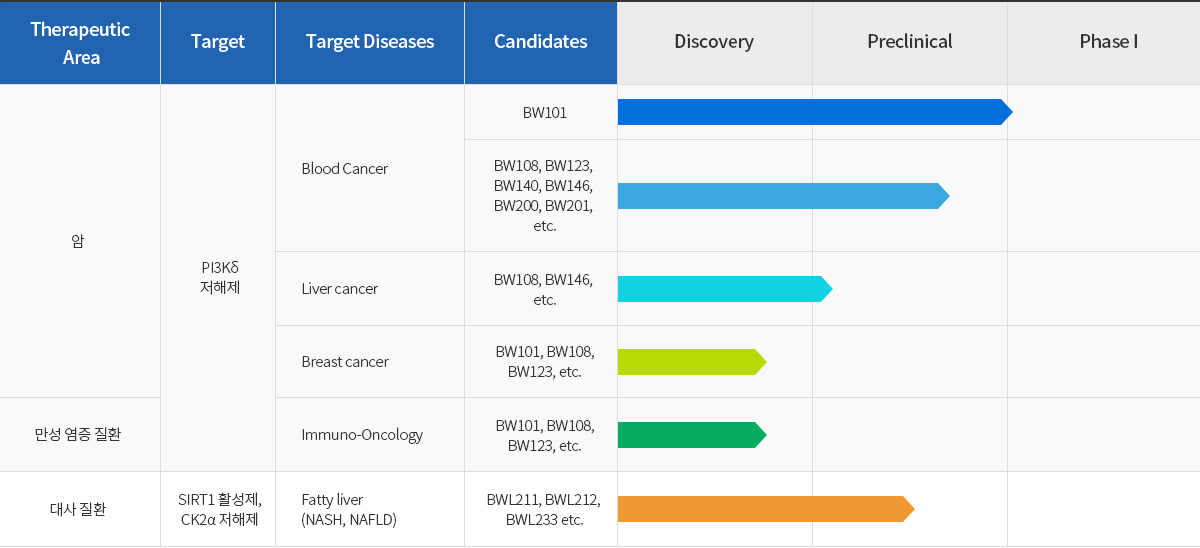 Therapeutic
Area
Target
Target Diseases
Candidates
Discovery
Preclinical
Phase I
암
PI3Kδ
저해제
Blood Cancer
BW101
BW108, BW123,
BW140, BW146,
BW200, BW201,
etc.
Liver cancer
BW108, BW146,
etc.
Breast cancer
BW101, BW108,
BW123, etc.
만성 염증 질환
Immuno-Oncology
BW101, BW108,
BW123, etc.
대사 질환
SIRT1 활성제,
CK2α 저해제
Fatty liver
(NASH, NAFLD)
BWL211, BWL212,
BWL233 etc.